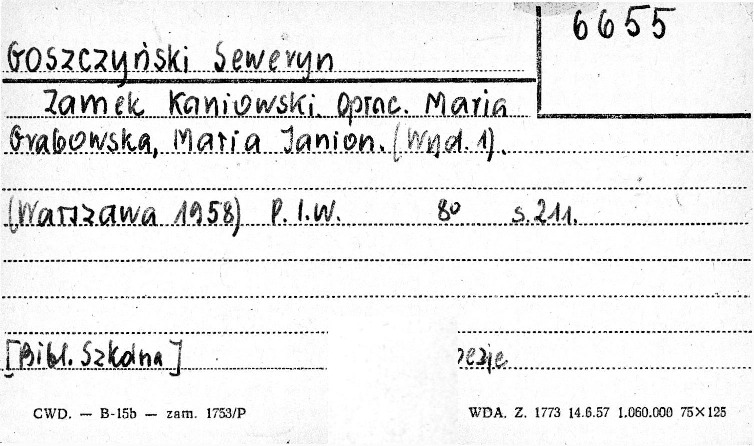 6655
Goszczyński Seweryn
Zamek Kaniowski. Oprac. Maria
Grabowska, Maria Janion. (Wyd. 1).
(Warszawa 1958) P. I. W. 8° s. 211.
[Bibl. Szkolna]
CWD. — B-15b — zam. 1753/P WDA. Z. 1773 14.6.57 1.060.000 75×125